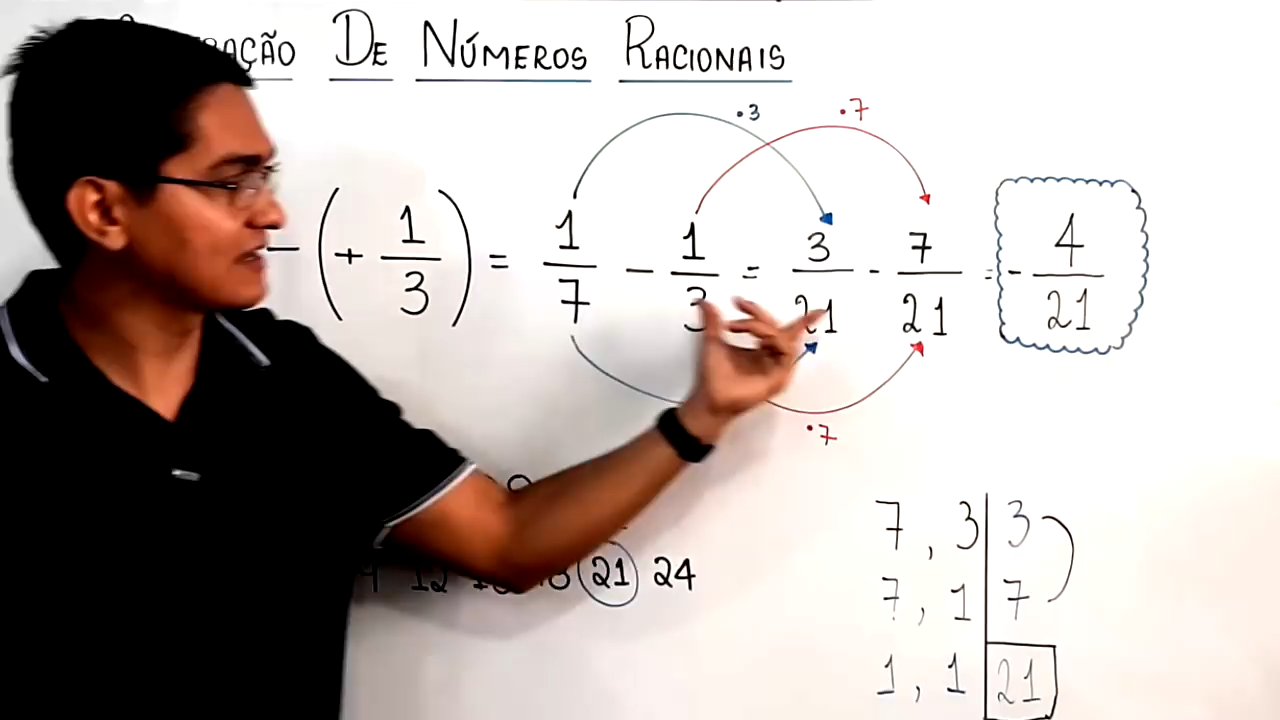 DE NÚMEROS RACIONAIS
·3 ·7
- ( + 1/3 ) = 1/7 - 1/3 = 3/21 - 7/21 = - 4/21
·7
21 24
7, 3 | 3
7, 1 | 7
1, 1 | 21